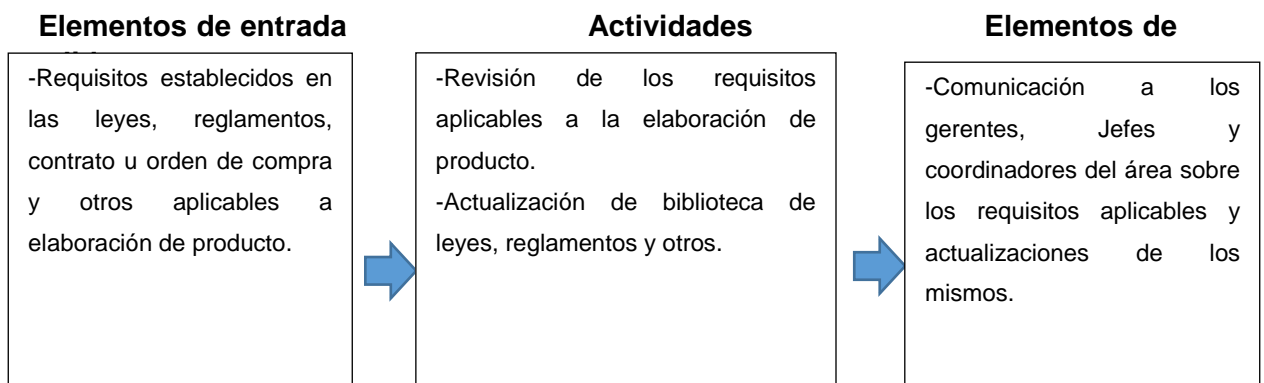 Elementos de entrada
Actividades
Elementos de
-Requisitos establecidos en
las leyes, reglamentos,
contrato u orden de compra
y otros aplicables a
elaboración de producto.
-Revisión de los requisitos
aplicables a la elaboración de
producto.
-Actualización de biblioteca de
leyes, reglamentos y otros.
-Comunicación a los
gerentes, Jefes y
coordinadores del área sobre
los requisitos aplicables y
actualizaciones de los
mismos.